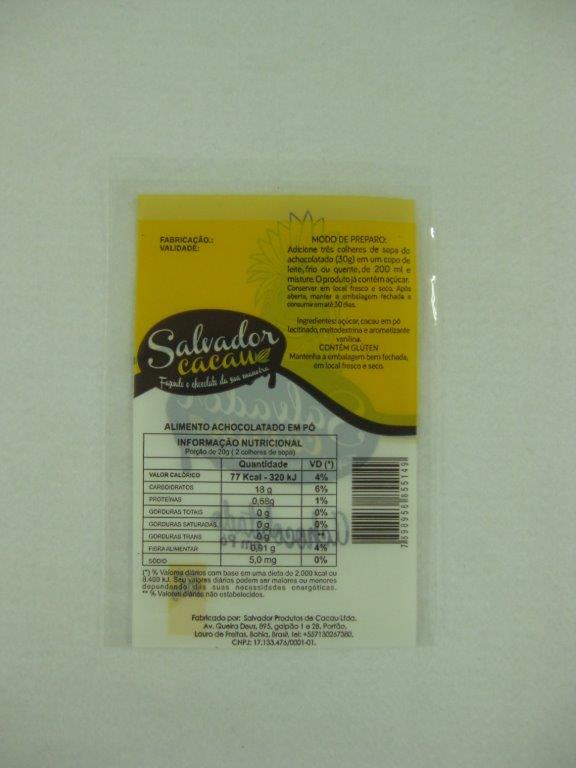 FABRICAÇÃO.:
VALIDADE:
MODO DE PREPARO:
Adicione três colheres de sopa do
achocolatado (30g) em um copo de
leite, frio ou quente, de 200 ml e
misture. O produto já contém açúcar.
Conservar em local fresco e seco. Após
aberta, manter a embalagem fechada e
consumir em até 30 dias.
Ingredientes: açúcar, cacau em pó
lecitinado, maltodextrina e aromatizante
vanilina.
CONTÉM GLÚTEN
Mantenha a embalagem bem fechada,
em local fresco e seco.
Salvador
cacau
Fazendo o chocolate da sua maneira
ALIMENTO ACHOCOLATADO EM PÓ
INFORMAÇÃO NUTRICIONAL
Porção de 20g ( 2 colheres de sopa)
Quantidade VD (*)
VALOR CALÓRICO 77 Kcal - 320 kJ 4%
CARBOIDRATOS 18 g 6%
PROTEÍNAS 0,68g 1%
GORDURAS TOTAIS 0 g 0%
GORDURAS SATURADAS 0 g 0%
GORDURAS TRANS 0 g
FIBRA ALIMENTAR 0,91 g 4%
SÓDIO 5,0 mg 0%
(*) % Valores diários com base em uma dieta de 2.000 kcal ou
8.400 kJ. Seu valores diários podem ser maiores ou menores
dependendo das suas necessidades energéticas.
** % Valores diários não estabelecidos.
Fabricado por: Salvador Produtos de Cacau Ltda.
Av. Queira Deus, 895, galpão 1 e 2B, Portão,
Lauro de Freitas, Bahia, Brasil, tel: +557130267380.
CNPJ: 17.133.476/0001-01.